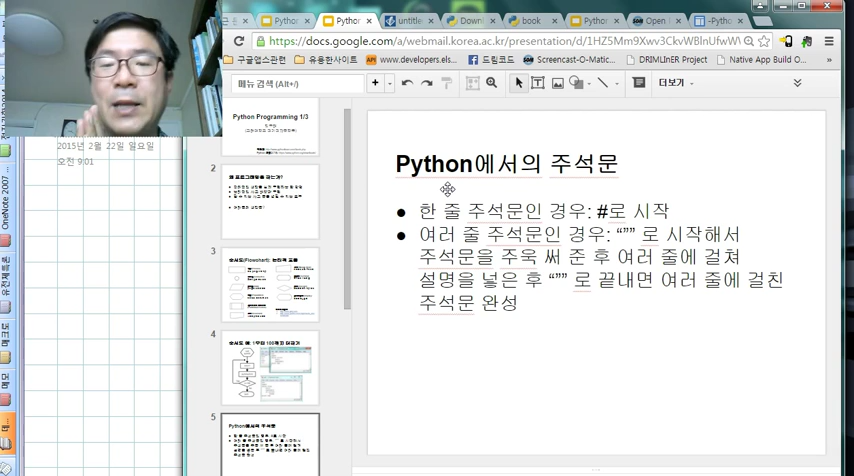 Python
Python
untitle
Downl
book
Python
Open
-Pythor
https://docs.google.com/a/webmail.korea.ac.kr/presentation/d/1HZ5Mm9Xwv3CkvWBlnUfwW
구글앱스관련
유용한사이트
www.developers.els...
드림코드
Screencast-O-Matic...
DRIMLINER Project
Native App Build O...
메뉴 검색 (Alt+/)
더보기
2015년 2월 22일 일요일
오전 9:01
OneNote 2007
Python Programming 1/3
2
3
4
5
Python에서의 주석문
Python에서의 주석문
● 한 줄 주석문인 경우: #로 시작
● 여러 줄 주석문인 경우: “”” 로 시작해서
주석문을 주욱 써 준 후 여러 줄에 걸쳐
설명을 넣은 후 “”” 로 끝내면 여러 줄에 걸친
주석문 완성